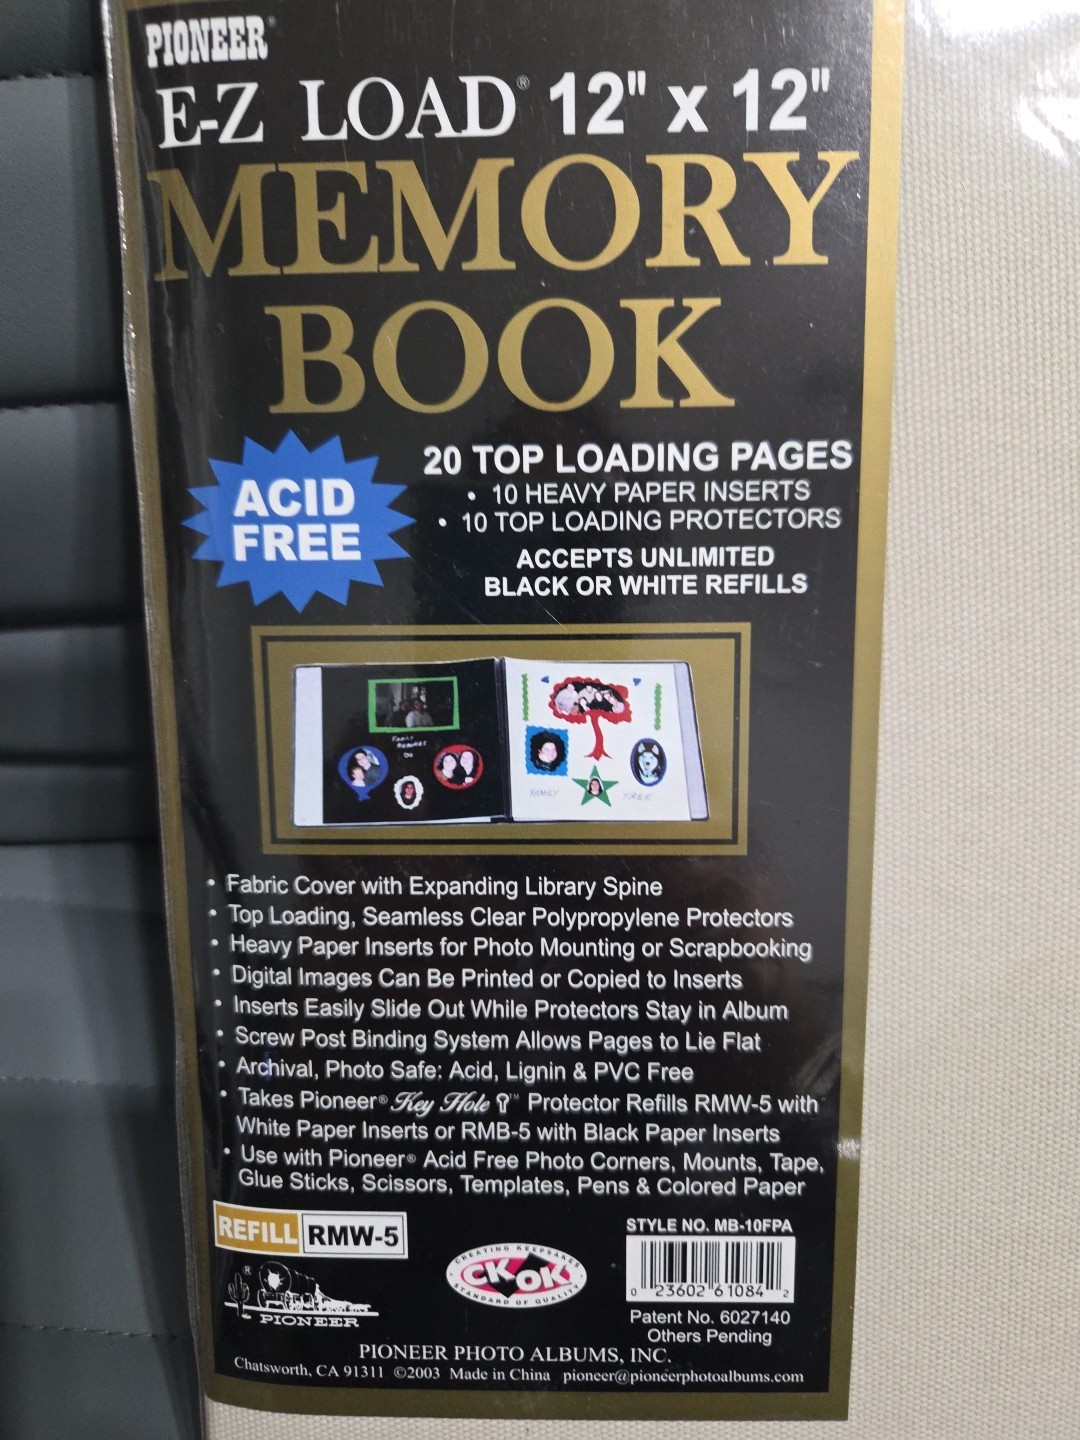 PIONEER®
E-Z LOAD® 12" x 12"
MEMORY
BOOK
ACID
FREE
20 TOP LOADING PAGES
• 10 HEAVY PAPER INSERTS
• 10 TOP LOADING PROTECTORS
ACCEPTS UNLIMITED
BLACK OR WHITE REFILLS
FAMILY
TREE
• Fabric Cover with Expanding Library Spine
• Top Loading, Seamless Clear Polypropylene Protectors
• Heavy Paper Inserts for Photo Mounting or Scrapbooking
• Digital Images Can Be Printed or Copied to Inserts
• Inserts Easily Slide Out While Protectors Stay in Album
• Screw Post Binding System Allows Pages to Lie Flat
• Archival, Photo Safe: Acid, Lignin & PVC Free
• Takes Pioneer® Key Hole ™ Protector Refills RMW-5 with
White Paper Inserts or RMB-5 with Black Paper Inserts
• Use with Pioneer® Acid Free Photo Corners, Mounts, Tape,
Glue Sticks, Scissors, Templates, Pens & Colored Paper
REFILL RMW-5
®
PIONEER
CREATING KEEPSAKES
CK OK
STANDARD OF QUALITY
STYLE NO. MB-10FPA
0 23602 61084 2
Patent No. 6027140
Others Pending
PIONEER PHOTO ALBUMS, INC.
Chatsworth, CA 91311 ©2003 Made in China pioneer@pioneerphotoalbums.com